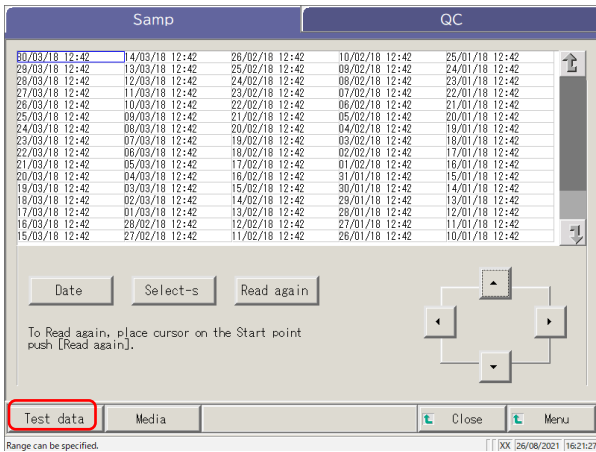 Samp QC
30/03/18 12:42 14/03/18 12:42 26/02/18 12:42 10/02/18 12:42 25/01/18 12:42
29/03/18 12:42 13/03/18 12:42 25/02/18 12:42 09/02/18 12:42 24/01/18 12:42
28/03/18 12:42 12/03/18 12:42 24/02/18 12:42 08/02/18 12:42 23/01/18 12:42
27/03/18 12:42 11/03/18 12:42 23/02/18 12:42 07/02/18 12:42 22/01/18 12:42
26/03/18 12:42 10/03/18 12:42 22/02/18 12:42 06/02/18 12:42 21/01/18 12:42
25/03/18 12:42 09/03/18 12:42 21/02/18 12:42 05/02/18 12:42 20/01/18 12:42
24/03/18 12:42 08/03/18 12:42 20/02/18 12:42 04/02/18 12:42 19/01/18 12:42
23/03/18 12:42 07/03/18 12:42 19/02/18 12:42 03/02/18 12:42 18/01/18 12:42
22/03/18 12:42 06/03/18 12:42 18/02/18 12:42 02/02/18 12:42 17/01/18 12:42
21/03/18 12:42 05/03/18 12:42 17/02/18 12:42 01/02/18 12:42 16/01/18 12:42
20/03/18 12:42 04/03/18 12:42 16/02/18 12:42 31/01/18 12:42 15/01/18 12:42
19/03/18 12:42 03/03/18 12:42 15/02/18 12:42 30/01/18 12:42 14/01/18 12:42
18/03/18 12:42 02/03/18 12:42 14/02/18 12:42 29/01/18 12:42 13/01/18 12:42
17/03/18 12:42 01/03/18 12:42 13/02/18 12:42 28/01/18 12:42 12/01/18 12:42
16/03/18 12:42 28/02/18 12:42 12/02/18 12:42 27/01/18 12:42 11/01/18 12:42
15/03/18 12:42 27/02/18 12:42 11/02/18 12:42 26/01/18 12:42 10/01/18 12:42
Date Select-s Read again
To Read again, place cursor on the Start point
push [Read again].
Test data Media Close Menu
Range can be specified. XX 26/08/2021 16:21:27